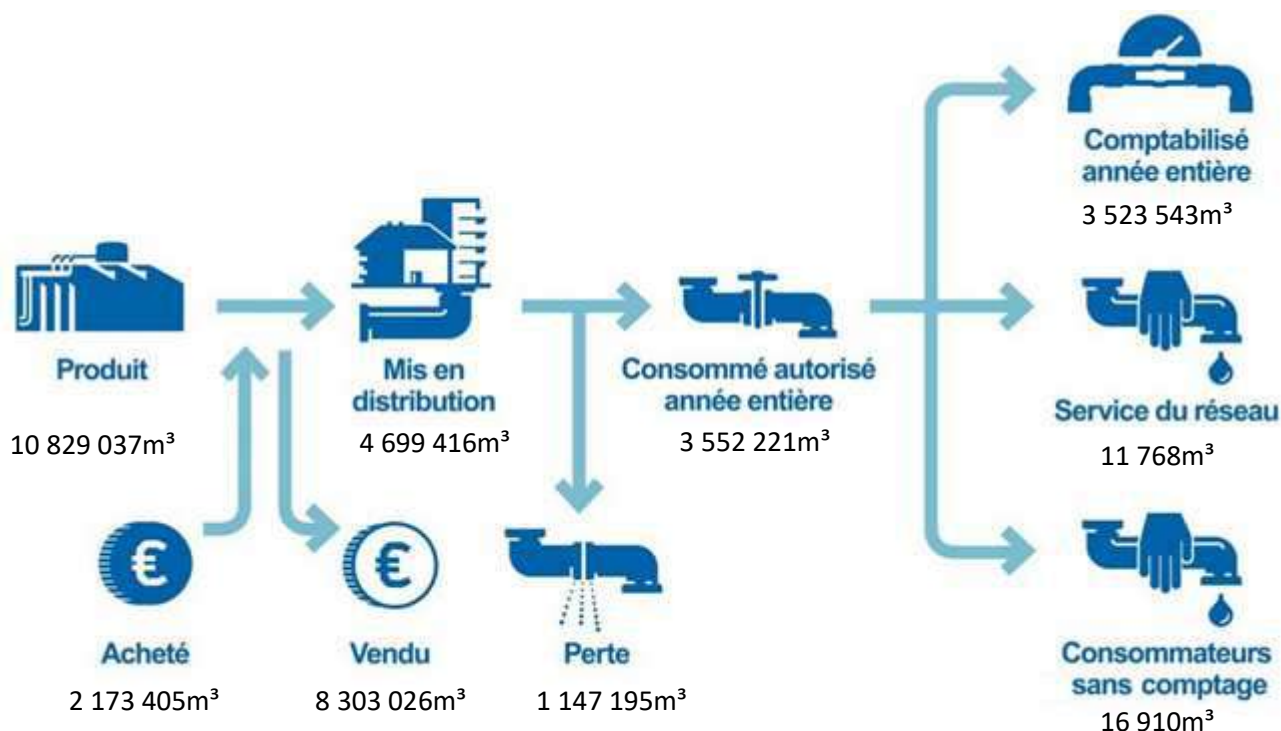 Comptabilisé
année entière
3 523 543m³
Produit
10 829 037m³
Mis en
distribution
4 699 416m³
Consommé autorisé
année entière
3 552 221m³
Service du réseau
11 768m³
€
Acheté
2 173 405m³
€
Vendu
8 303 026m³
Perte
1 147 195m³
Consommateurs
sans comptage
16 910m³